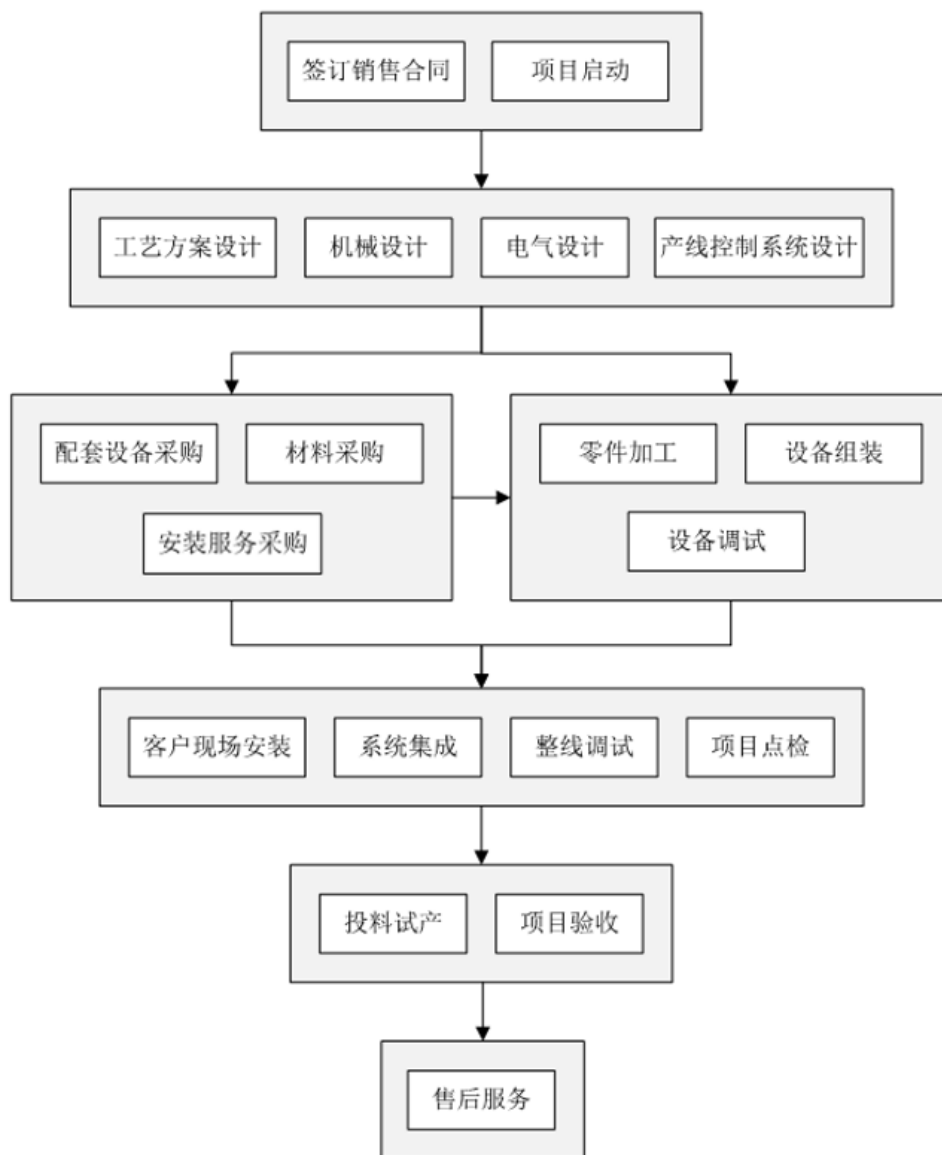 签订销售合同
项目启动
工艺方案设计
机械设计
电气设计
产线控制系统设计
配套设备采购
材料采购
安装服务采购
零件加工
设备组装
设备调试
客户现场安装
系统集成
整线调试
项目点检
投料试产
项目验收
售后服务